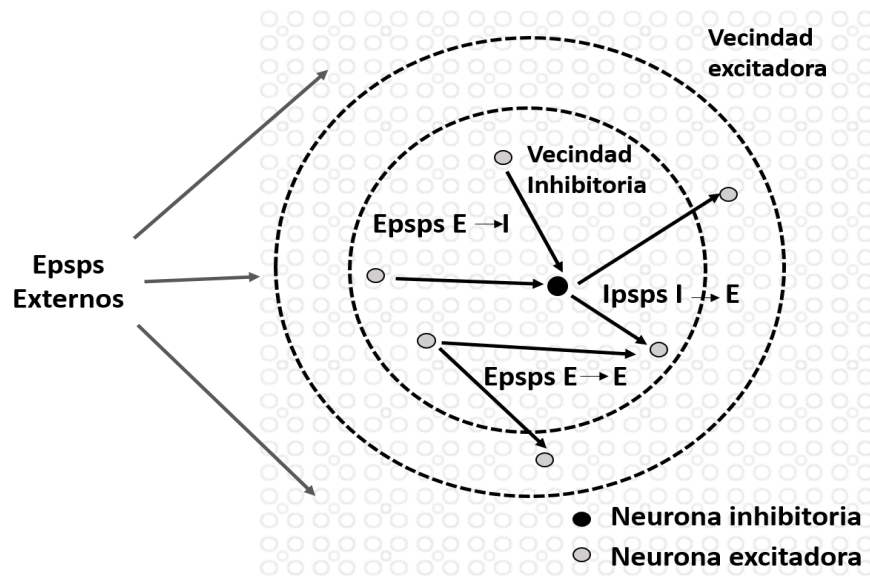 Vecindad
excitadora
Vecindad
Inhibitoria
Epsps E → I
Epsps
Externos
Ipsps I → E
Epsps E → E
Neurona inhibitoria
Neurona excitadora